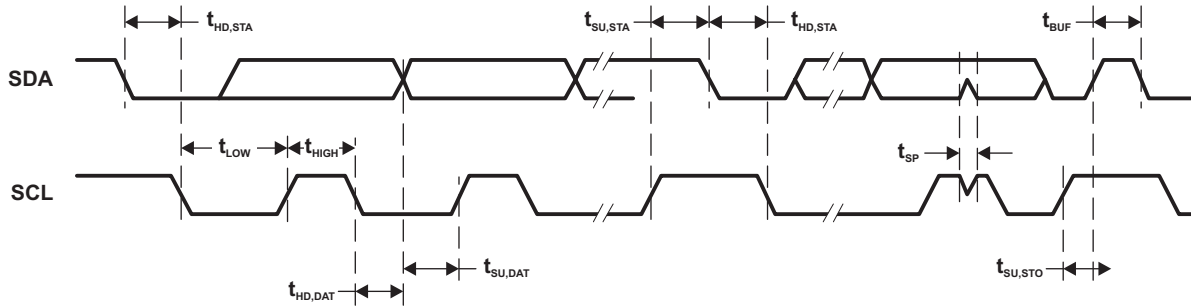 tHD,STA
tSU,STA
tHD,STA
tBUF
SDA
tLOW
tHIGH
tSP
SCL
tSU,DAT
tSU,STO
tHD,DAT